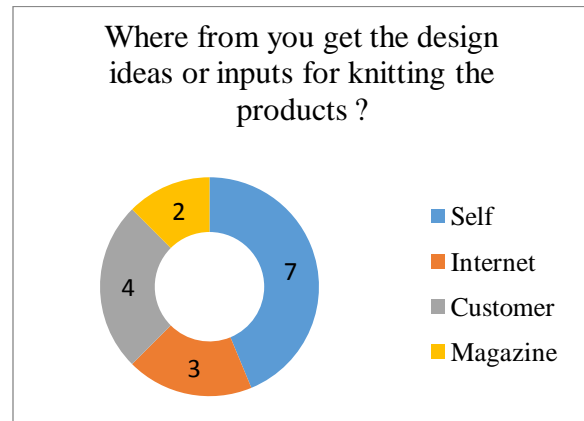 Where from you get the design
ideas or inputs for knitting the
products ?
2
7
4
3
Self
Internet
Customer
Magazine